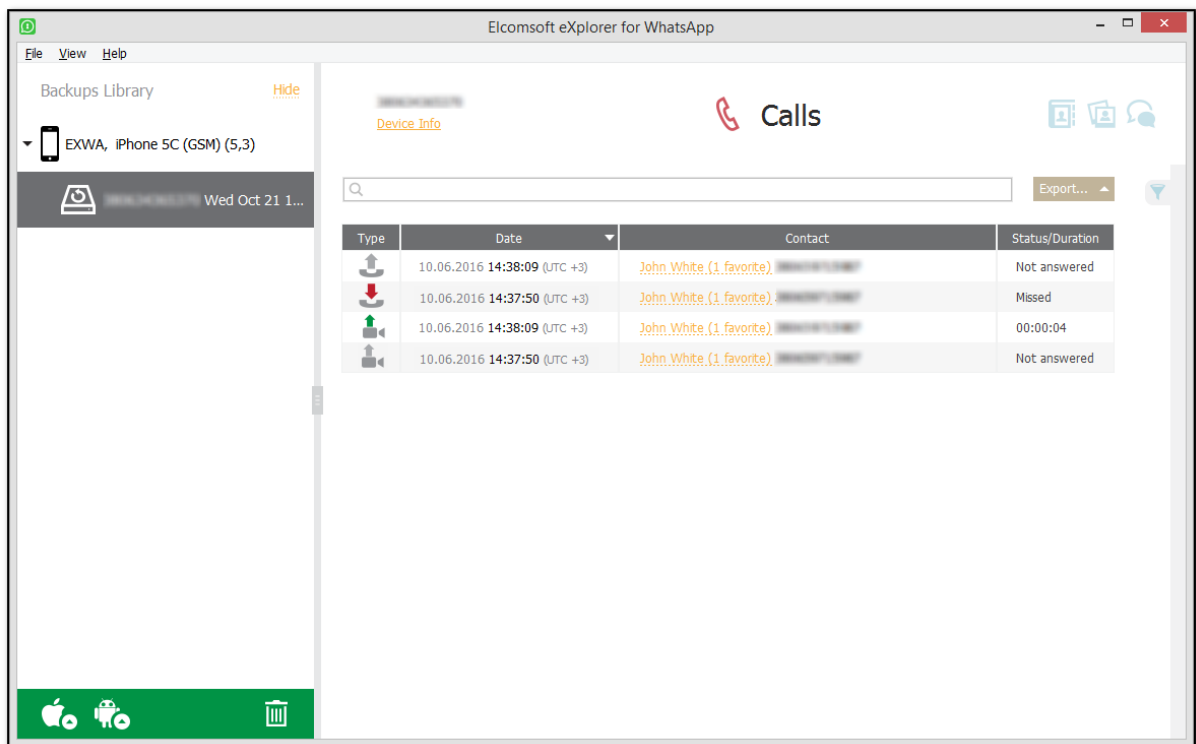 Elcomsoft eXplorer for WhatsApp
File View Help
Backups Library Hide
EXWA, iPhone 5C (GSM) (5,3)
Wed Oct 21 1...
Device Info
Calls
Export...
Type Date Contact Status/Duration
10.06.2016 14:38:09 (UTC +3) John White (1 favorite) Not answered
10.06.2016 14:37:50 (UTC +3) John White (1 favorite) Missed
10.06.2016 14:38:09 (UTC +3) John White (1 favorite) 00:00:04
10.06.2016 14:37:50 (UTC +3) John White (1 favorite) Not answered